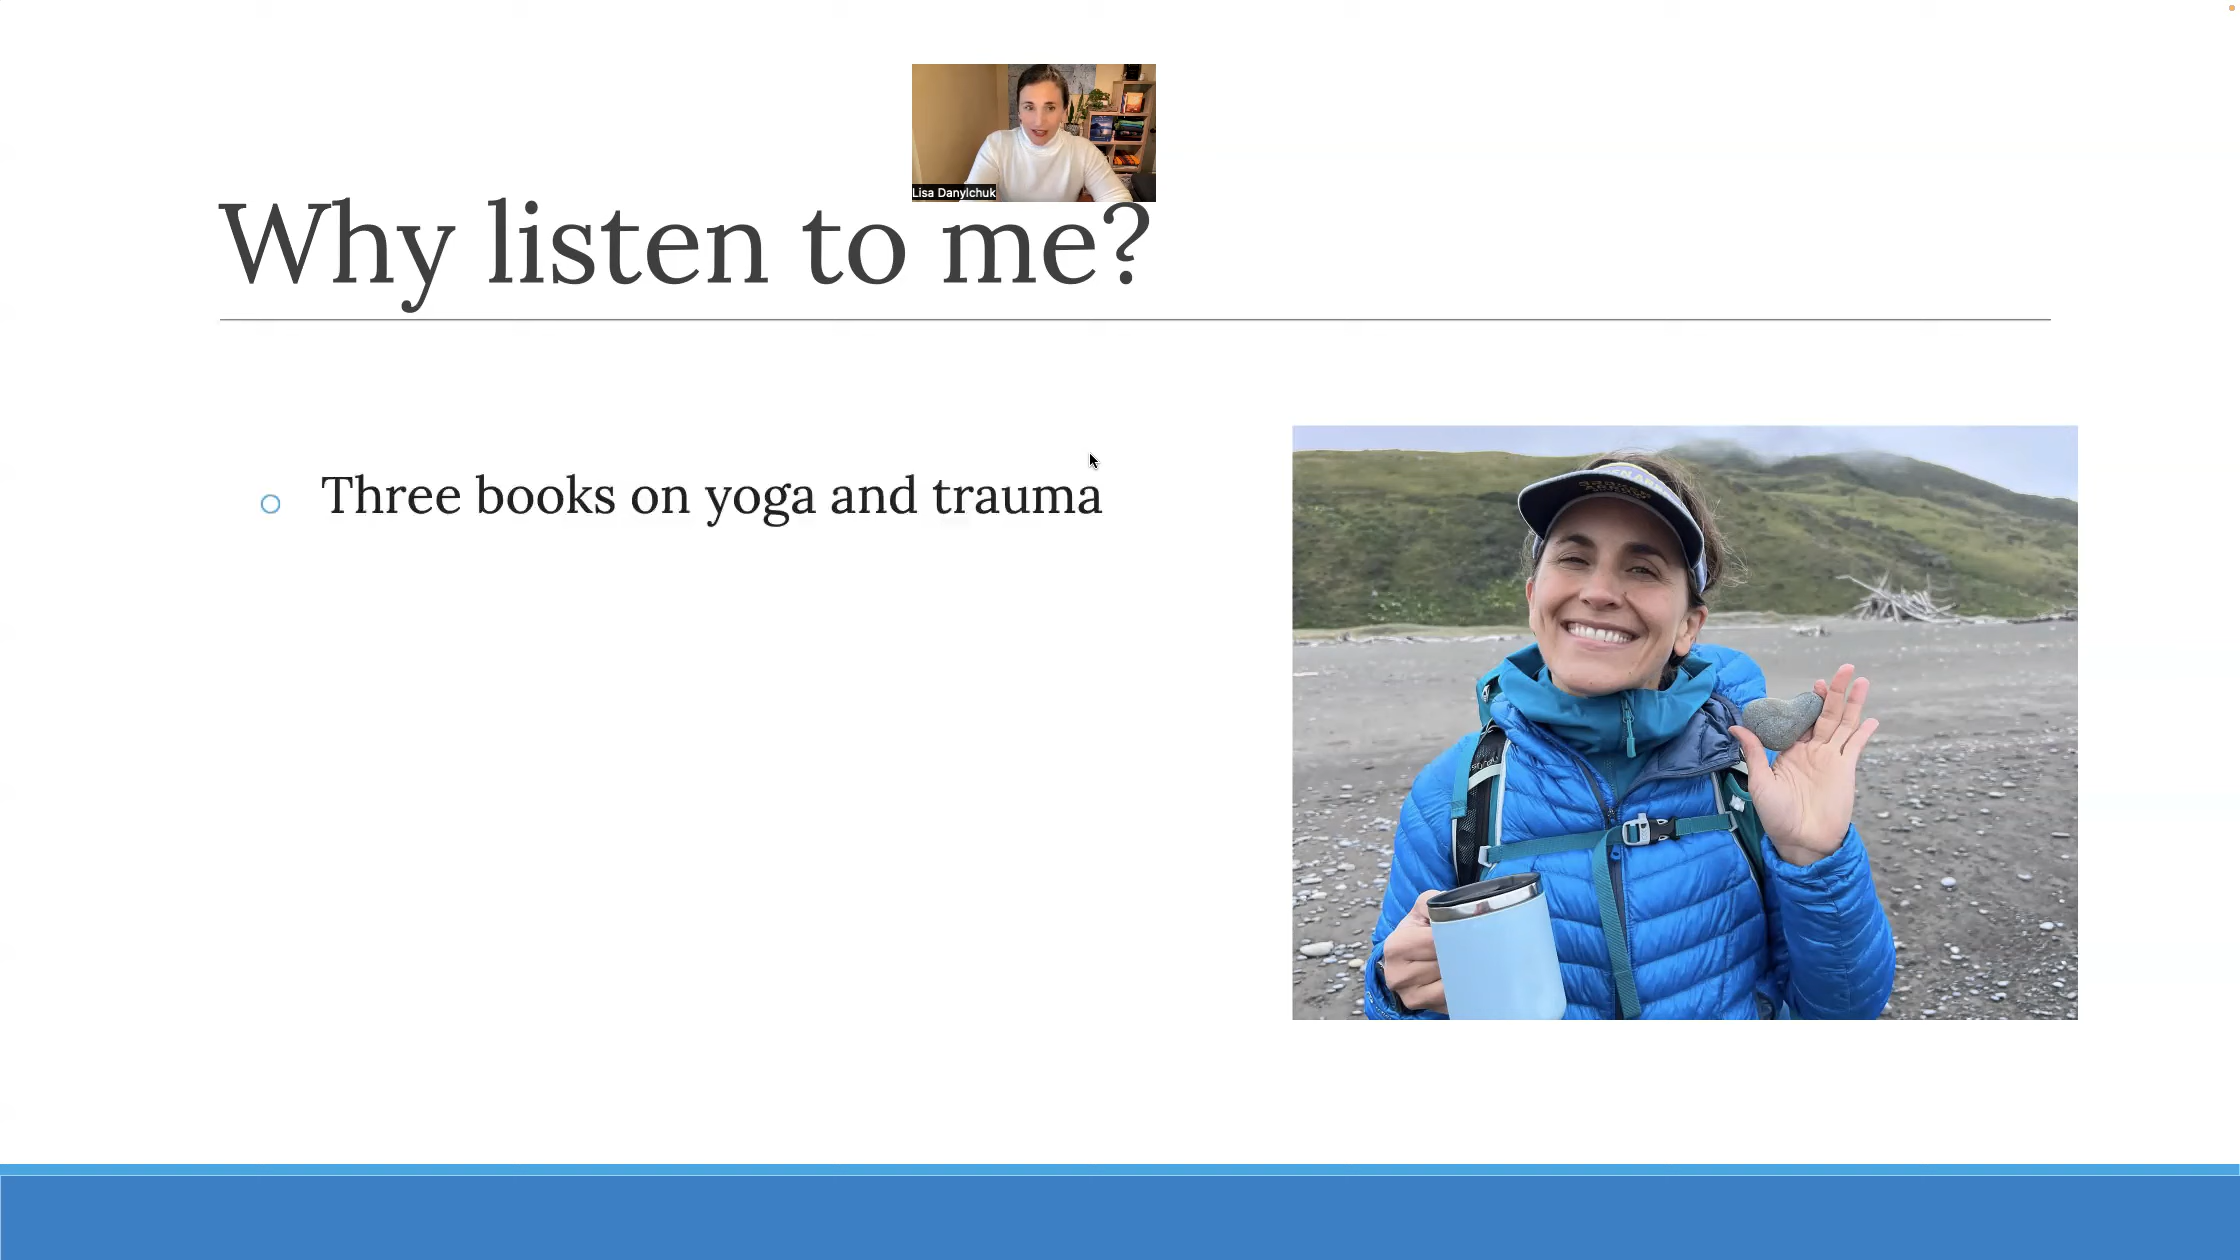 Lisa Danylchuk
Why listen to me?
Three books on yoga and trauma